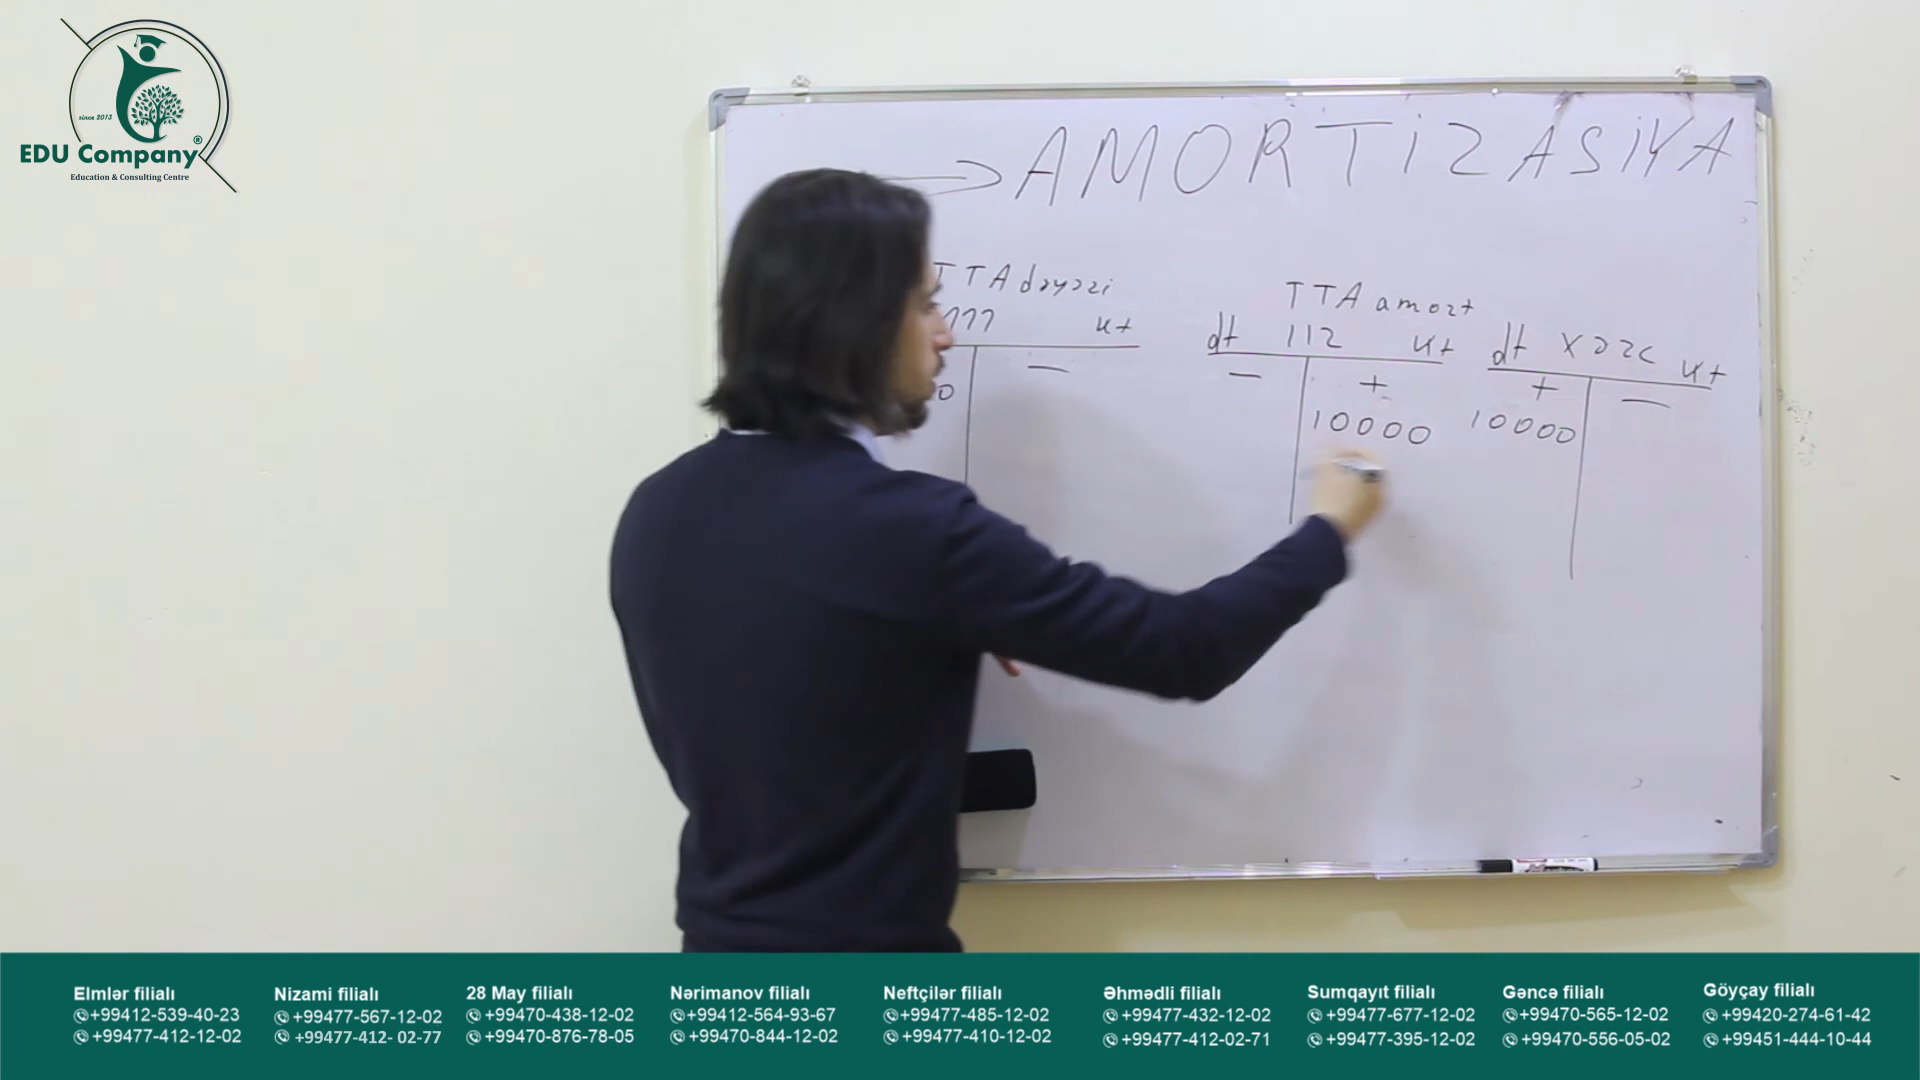 since 2013
EDU Company®
Education & Consulting Centre
AMORTİZASİYA
TTA dəyəri
111 kt
—
TTA amort
dt 112 kt
— +
10000
dt xərc kt
+ —
10000
Elmlər filialı
+99412-539-40-23
+99477-412-12-02
Nizami filialı
+99477-567-12-02
+99477-412- 02-77
28 May filialı
+99470-438-12-02
+99470-876-78-05
Nərimanov filialı
+99412-564-93-67
+99470-844-12-02
Neftçilər filialı
+99477-485-12-02
+99477-410-12-02
Əhmədli filialı
+99477-432-12-02
+99477-412-02-71
Sumqayıt filialı
+99477-677-12-02
+99477-395-12-02
Gəncə filialı
+99470-565-12-02
+99470-556-05-02
Göyçay filialı
+99420-274-61-42
+99451-444-10-44